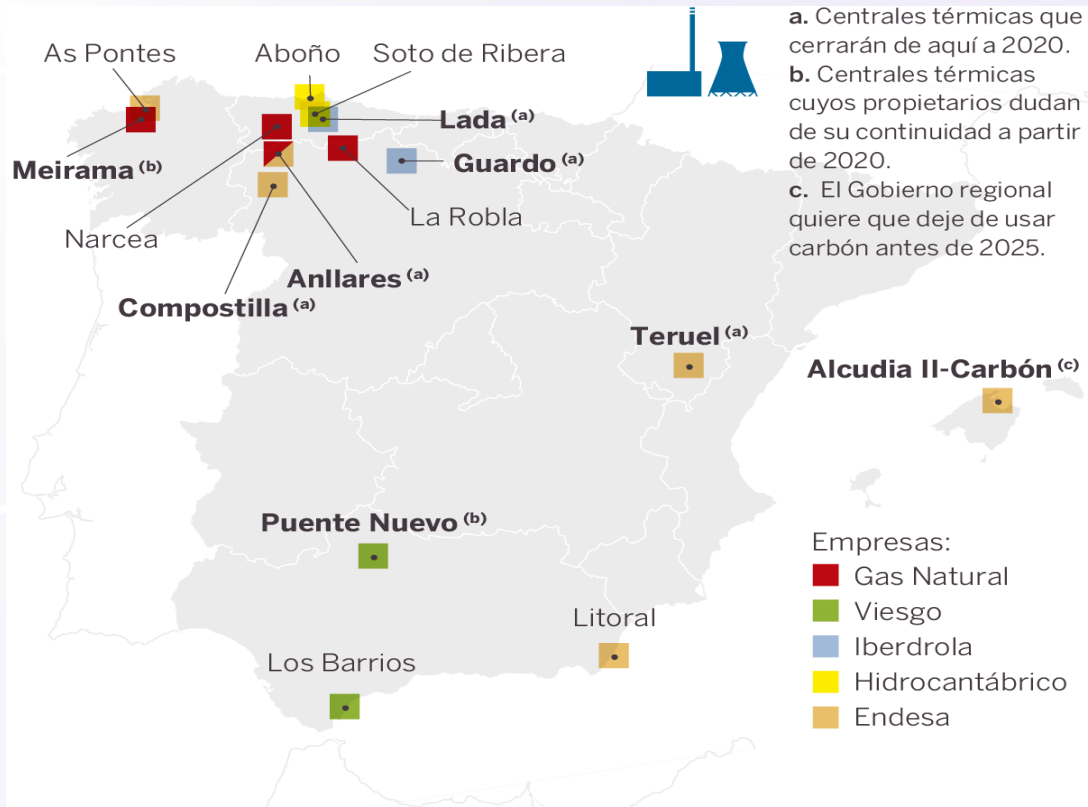 As Pontes
Aboño
Soto de Ribera
Lada (a)
Meirama (b)
Guardo (a)
Narcea
La Robla
Anllares (a)
Compostilla (a)
Teruel (a)
Alcudia II-Carbón (c)
Puente Nuevo (b)
Litoral
Los Barrios
a. Centrales térmicas que
cerrarán de aquí a 2020.
b. Centrales térmicas
cuyos propietarios dudan
de su continuidad a partir
de 2020.
c. El Gobierno regional
quiere que deje de usar
carbón antes de 2025.
Empresas:
Gas Natural
Viesgo
Iberdrola
Hidrocantábrico
Endesa